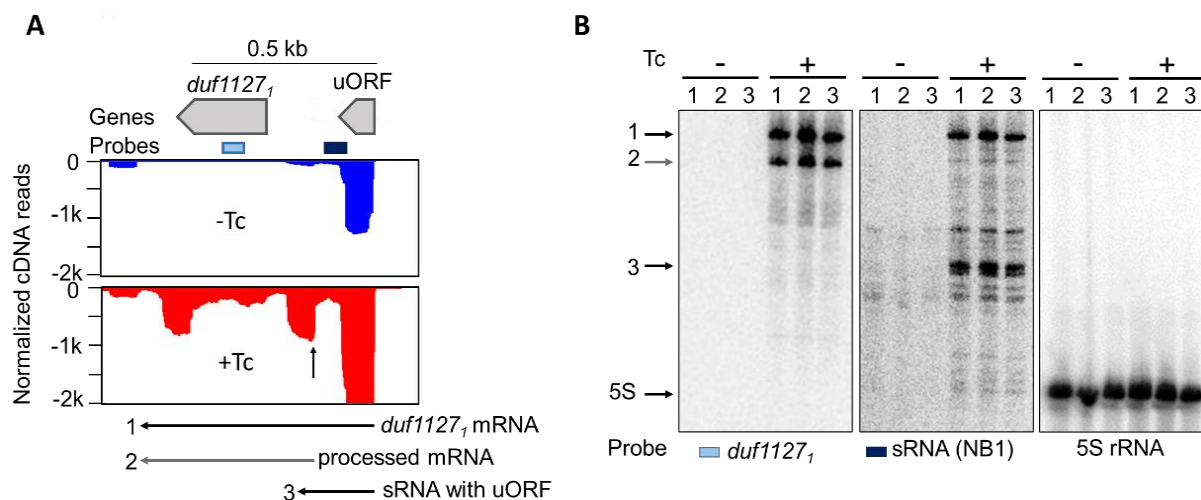 A
0.5 kb
duf1127₁
uORF
Genes
Probes
Normalized cDNA reads
0
-1k
-2k
-Tc
0
-1k
-2k
+Tc
1 duf1127₁ mRNA
2 processed mRNA
3 sRNA with uORF
B
Tc - + - + - +
1 2 3 1 2 3 1 2 3 1 2 3 1 2 3 1 2 3
1
2
3
5S
Probe duf1127₁ sRNA (NB1) 5S rRNA